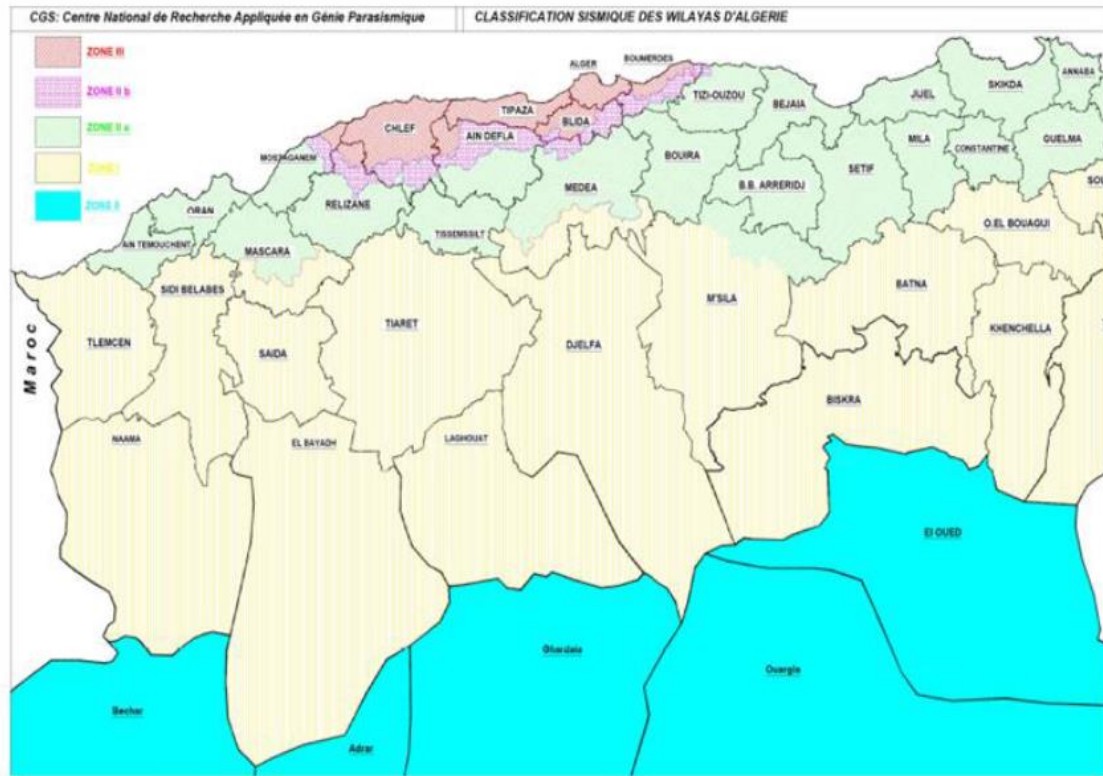 CGS: Centre National de Recherche Appliquée en Génie Parasismique
CLASSIFICATION SISMIQUE DES WILAYAS D'ALGERIE
ZONE III
ZONE II b
ZONE II a
ZONE I
ALGER
BOUMERDES
TIPAZA
BLIDA
CHLEF
AIN DEFLA
TIZI-OUZOU
BEJAIA
JIJEL
SKIKDA
ANNABA
MOSTAGANEM
BOUIRA
MILA
CONSTANTINE
GUELMA
SETIF
MEDEA
B.B. ARRERIDJ
RELIZANE
ORAN
TISSEMSSILT
AIN TEMOUCHENT
MASCARA
O.EL BOUAGUI
SOU
SIDI BELABES
BATNA
M'SILA
TIARET
KHENCHELLA
TLEMCEN
SAIDA
DJELFA
Maroc
BISKRA
NAAMA
EL BAYADH
LAGHOUAT
El OUED
Ghardaia
Ouargla
Bechar
Adrar